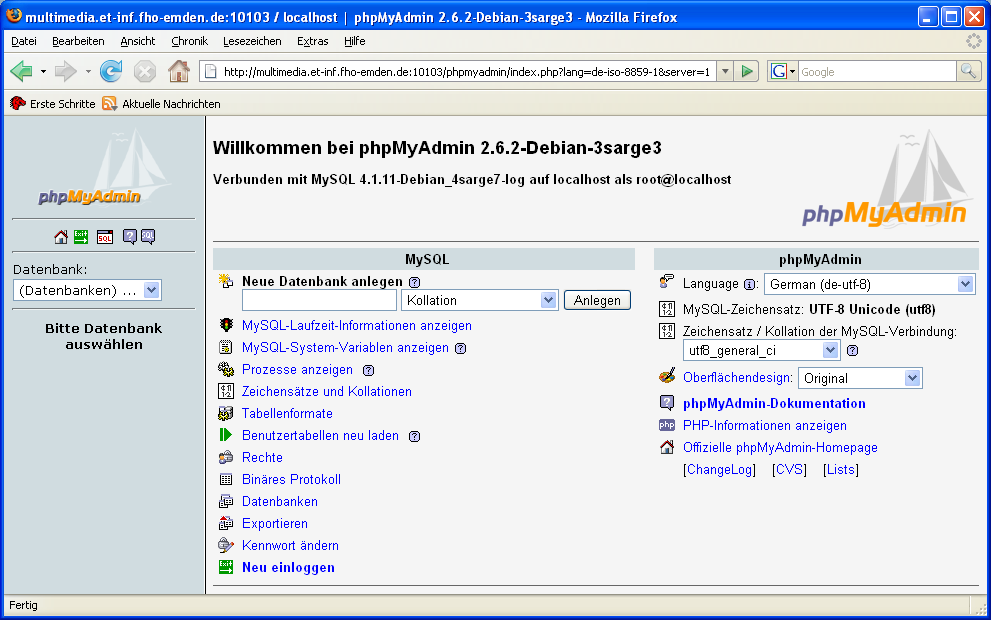 multimedia.et-inf.fho-emden.de:10103 / localhost | phpMyAdmin 2.6.2-Debian-3sarge3 - Mozilla Firefox
Datei Bearbeiten Ansicht Chronik Lesezeichen Extras Hilfe
http://multimedia.et-inf.fho-emden.de:10103/phpmyadmin/index.php?lang=de-iso-8859-1&server=1
G Google
Erste Schritte Aktuelle Nachrichten
phpMyAdmin
Exit SQL ? SQL
Datenbank:
(Datenbanken) ...
Bitte Datenbank
auswählen
Willkommen bei phpMyAdmin 2.6.2-Debian-3sarge3
Verbunden mit MySQL 4.1.11-Debian_4sarge7-log auf localhost als root@localhost
phpMyAdmin
MySQL
Neue Datenbank anlegen ?
Kollation Anlegen
MySQL-Laufzeit-Informationen anzeigen
MySQL-System-Variablen anzeigen ?
Prozesse anzeigen ?
Zeichensätze und Kollationen
Tabellenformate
Benutzertabellen neu laden ?
Rechte
Binäres Protokoll
Datenbanken
Exportieren
Kennwort ändern
Exit Neu einloggen
phpMyAdmin
Language i: German (de-utf-8)
MySQL-Zeichensatz: UTF-8 Unicode (utf8)
Zeichensatz / Kollation der MySQL-Verbindung:
utf8_general_ci ?
Oberflächendesign: Original
? phpMyAdmin-Dokumentation
php PHP-Informationen anzeigen
Offizielle phpMyAdmin-Homepage
[ChangeLog] [CVS] [Lists]
Fertig